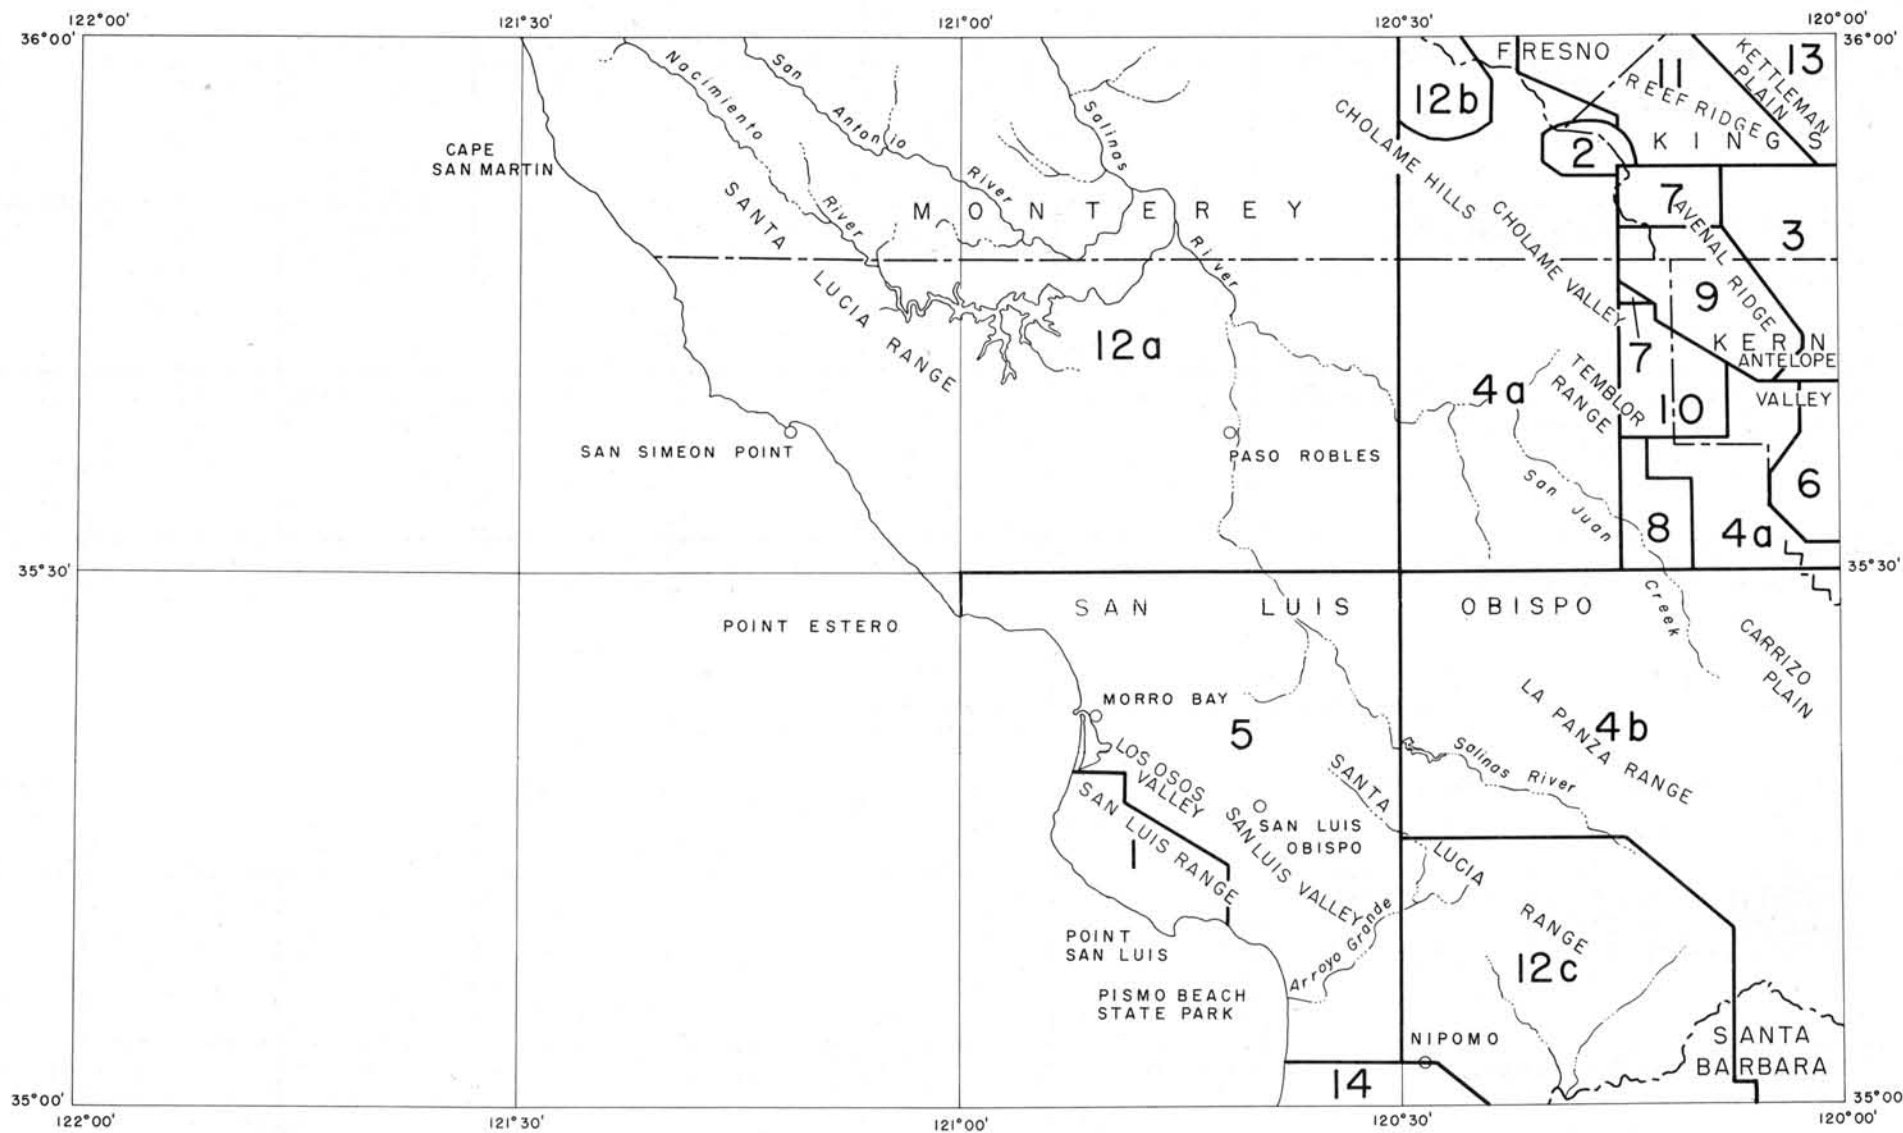 122°00'
121°30'
121°00'
120°30'
120°00'
36°00'
36°00'
FRESNO
11
KETTLEMAN
PLAIN
13
REEF RIDGE
12b
Nacimiento
River
San
Antonio
River
Salinas
River
CHOLAME HILLS
KINGS
2
CAPE
SAN MARTIN
SANTA
LUCIA
RANGE
MONTEREY
7
3
CHOLAME VALLEY
AVENAL RIDGE
9
12a
KERN
7
ANTELOPE
VALLEY
4a
TEMBLOR
RANGE
10
SAN SIMEON POINT
PASO ROBLES
San
Juan
Creek
6
8
4a
35°30'
35°30'
SAN LUIS OBISPO
POINT ESTERO
CARRIZO
PLAIN
MORRO BAY
5
LA PANZA RANGE
4b
LOS OSOS
VALLEY
SANTA
LUCIA
RANGE
Salinas River
SAN LUIS RANGE
1
SAN LUIS
OBISPO
SAN LUIS VALLEY
POINT
SAN LUIS
Arroyo Grande
12c
PISMO BEACH
STATE PARK
NIPOMO
SANTA
BARBARA
14
35°00'
35°00'
122°00'
121°30'
121°00'
120°30'
120°00'